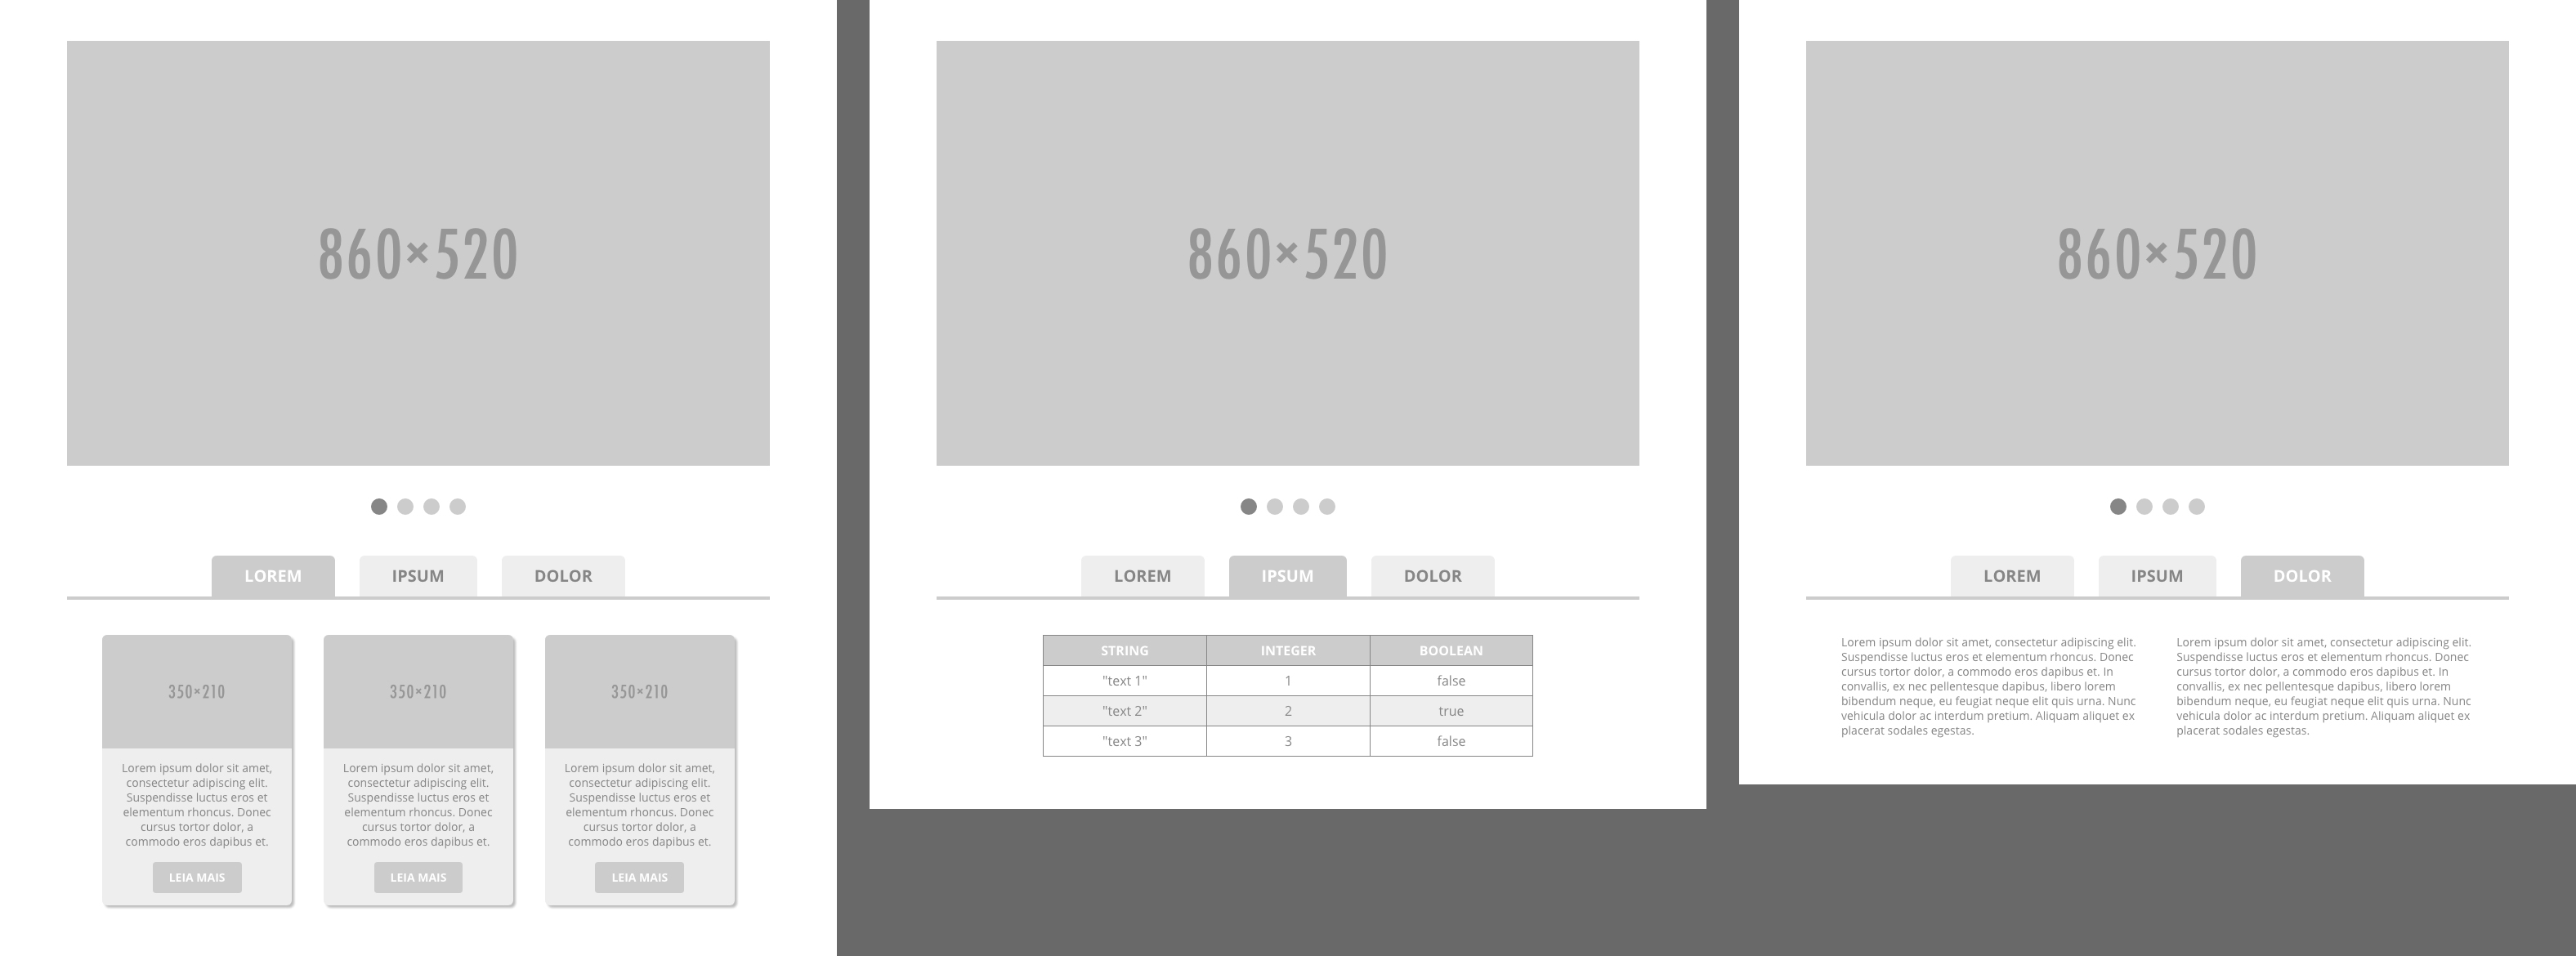 860×520
LOREM IPSUM DOLOR
350×210
Lorem ipsum dolor sit amet,
consectetur adipiscing elit.
Suspendisse luctus eros et
elementum rhoncus. Donec
cursus tortor dolor, a
commodo eros dapibus et.
LEIA MAIS
350×210
Lorem ipsum dolor sit amet,
consectetur adipiscing elit.
Suspendisse luctus eros et
elementum rhoncus. Donec
cursus tortor dolor, a
commodo eros dapibus et.
LEIA MAIS
350×210
Lorem ipsum dolor sit amet,
consectetur adipiscing elit.
Suspendisse luctus eros et
elementum rhoncus. Donec
cursus tortor dolor, a
commodo eros dapibus et.
LEIA MAIS
860×520
LOREM IPSUM DOLOR
STRING INTEGER BOOLEAN
"text 1" 1 false
"text 2" 2 true
"text 3" 3 false
860×520
LOREM IPSUM DOLOR
Lorem ipsum dolor sit amet, consectetur adipiscing elit.
Suspendisse luctus eros et elementum rhoncus. Donec
cursus tortor dolor, a commodo eros dapibus et. In
convallis, ex nec pellentesque dapibus, libero lorem
bibendum neque, eu feugiat neque elit quis urna. Nunc
vehicula dolor ac interdum pretium. Aliquam aliquet ex
placerat sodales egestas.
Lorem ipsum dolor sit amet, consectetur adipiscing elit.
Suspendisse luctus eros et elementum rhoncus. Donec
cursus tortor dolor, a commodo eros dapibus et. In
convallis, ex nec pellentesque dapibus, libero lorem
bibendum neque, eu feugiat neque elit quis urna. Nunc
vehicula dolor ac interdum pretium. Aliquam aliquet ex
placerat sodales egestas.